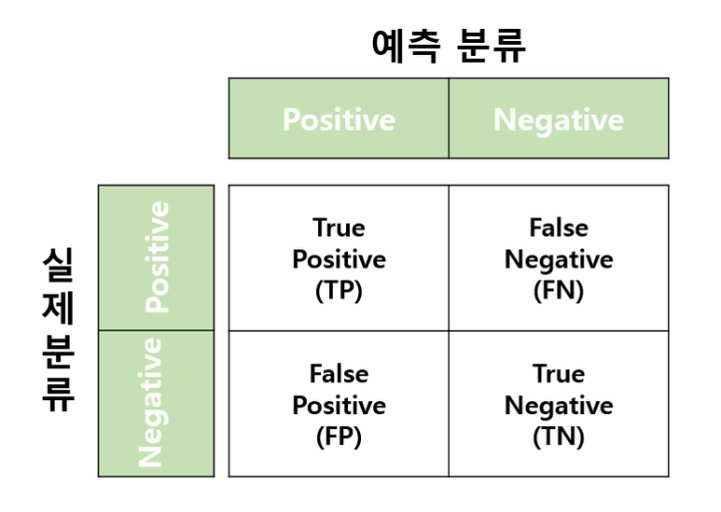 예측 분류
Positive Negative
실제분류
Positive
True
Positive
(TP)
False
Negative
(FN)
Negative
False
Positive
(FP)
True
Negative
(TN)